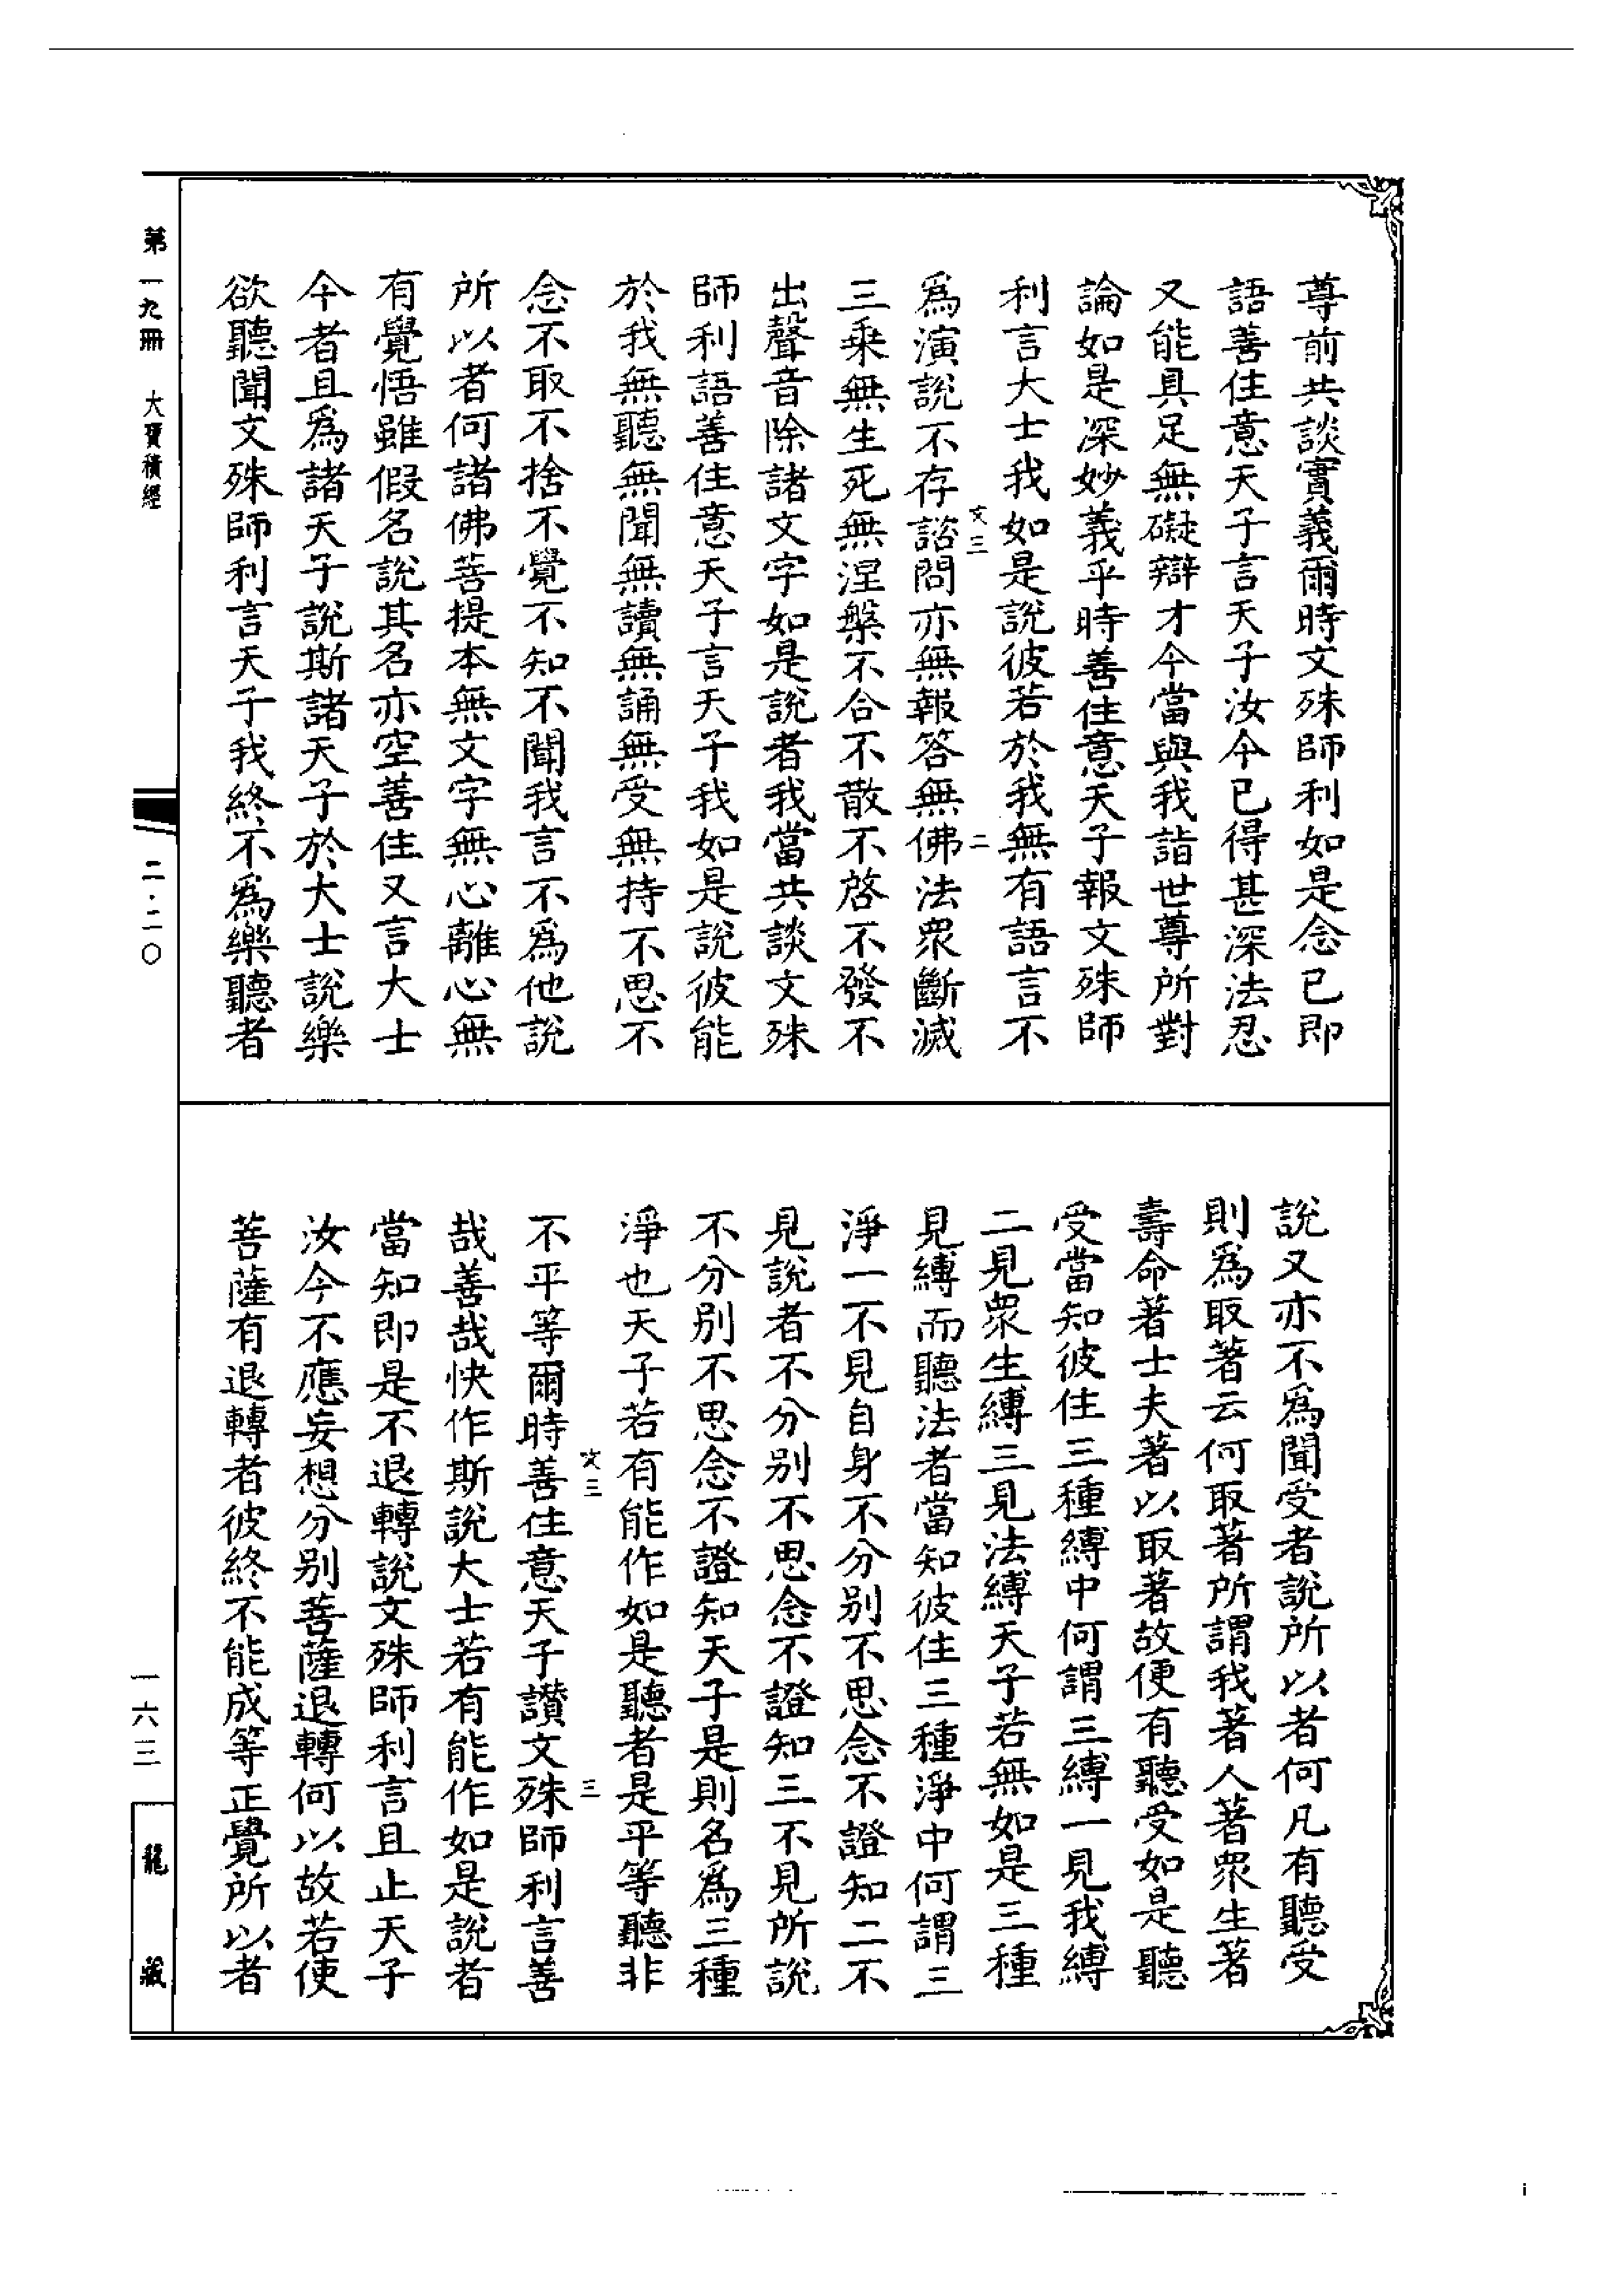 尊前共談實義爾時文殊師利如是念已即
語善住意天子言天子汝今已得甚深法忍
又能具足無礙辯才今當與我詣世尊所對
論如是深妙義乎時善住意天子報文殊師
利言大士我如是說彼若於我無有語言不
文三
二
爲演說不存諮問亦無報答無佛法眾斷滅
三乘無生死無涅槃不合不散不啓不發不
出聲音除諸文字如是說者我當共談文殊
師利語善住意天子言天子我如是說彼能
於我無聽無聞無讀無誦無受無持不思不
念不取不捨不覺不知不聞我言不爲他說
所以者何諸佛菩提本無文字無心離心無
有覺悟雖假名說其名亦空善住又言大士
今者且爲諸天子說斯諸天子於大士說樂
欲聽聞文殊師利言天子我終不爲樂聽者
說又亦不爲聞受者說所以者何凡有聽受
則爲取著云何取著所謂我著人著眾生著
壽命著士夫著以取著故便有聽受如是聽
受當知彼住三種縛中何謂三縛一見我縛
二見眾生縛三見法縛天子若無如是三種
見縛而聽法者當知彼住三種淨中何謂三
淨一不見自身不分別不思念不證知二不
見說者不分別不思念不證知三不見所說
不分別不思念不證知天子是則名爲三種
淨也天子若有能作如是聽者是平等聽非
文三
三
不平等爾時善住意天子讚文殊師利言善
哉善哉快作斯說大士若有能作如是說者
當知即是不退轉說文殊師利言且止天子
汝今不應妄想分別菩薩退轉何以故若使
菩薩有退轉者彼終不能成等正覺所以者
第一九冊 大寶積經
二·二〇
一六三
龍藏
i